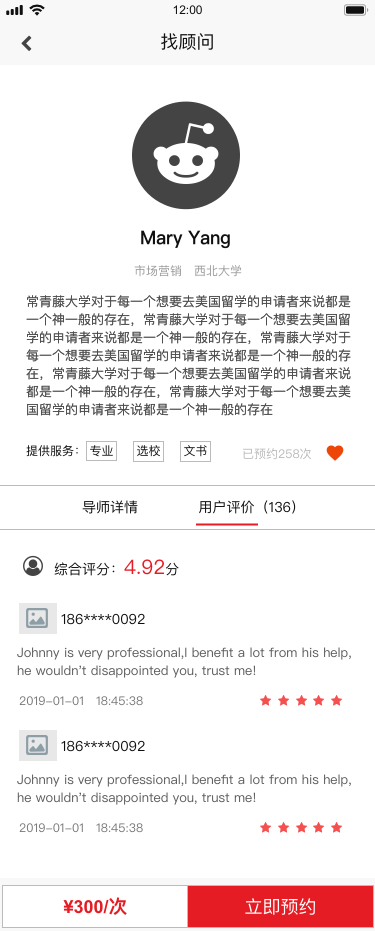 12:00
找顾问
Mary Yang
市场营销 西北大学
常青藤大学对于每一个想要去美国留学的申请者来说都是
一个神一般的存在，常青藤大学对于每一个想要去美国留
学的申请者来说都是一个神一般的存在，常青藤大学对于
每一个想要去美国留学的申请者来说都是一个神一般的存
在，常青藤大学对于每一个想要去美国留学的申请者来说
都是一个神一般的存在，常青藤大学对于每一个想要去美
国留学的申请者来说都是一个神一般的存在
提供服务： 专业 选校 文书 已预约258次
导师详情 用户评价（136）
综合评分：4.92分
186****0092
Johnny is very professional,I benefit a lot from his help,
he wouldn't disappointed you, trust me!
2019-01-01 18:45:38
186****0092
Johnny is very professional,I benefit a lot from his help,
he wouldn't disappointed you, trust me!
2019-01-01 18:45:38
¥300/次 立即预约